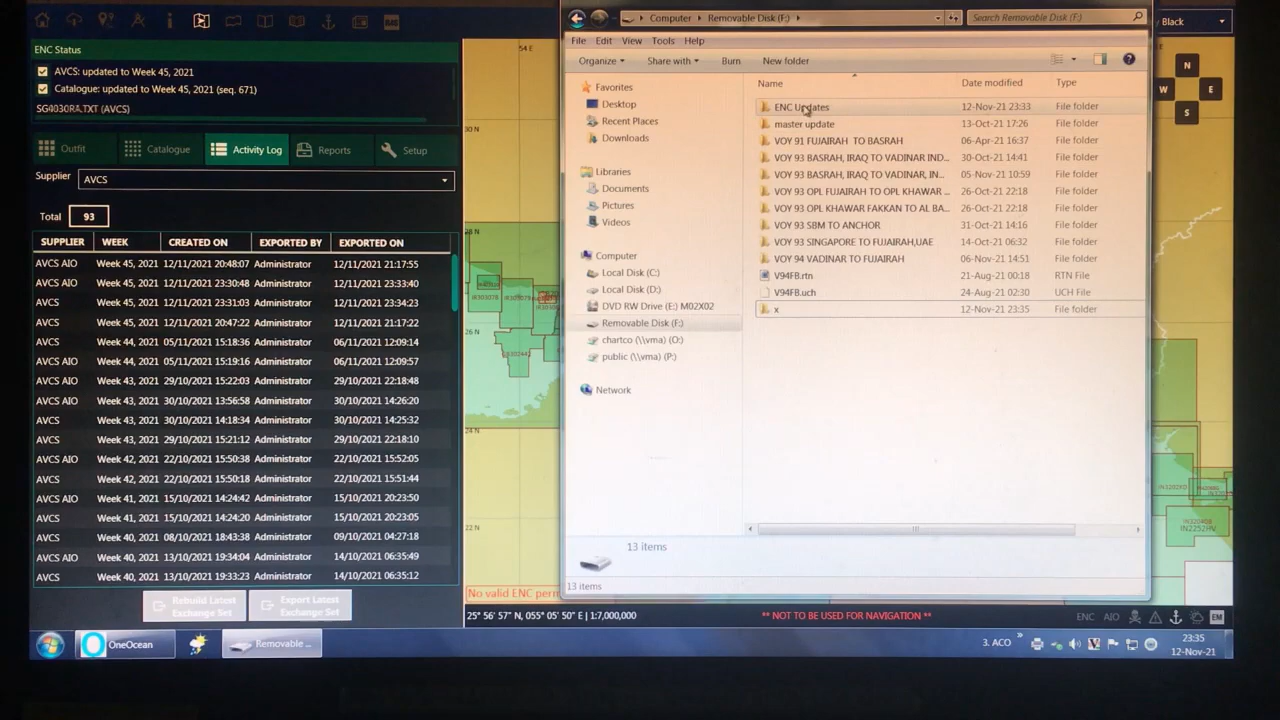 Computer ▸ Removable Disk (F:) ▸
Search Removable Disk (F:)
Black
File Edit View Tools Help
Organize Share with Burn New folder
ENC Status
AVCS: updated to Week 45, 2021
Catalogue: updated to Week 45, (seq. 671)
(AVCS)
Outfit Catalogue Activity Log Reports Setup
Supplier AVCS
Total 93
SUPPLIER WEEK CREATED ON EXPORTED BY EXPORTED ON
AVCS AIO Week 45, 2021 12/11/2021 20:48:07 Administrator 12/11/2021 21:17:55
AVCS AIO Week 45, 2021 12/11/2021 23:30:48 Administrator 12/11/2021 23:33:40
AVCS Week 45, 2021 12/11/2021 23:31:03 Administrator 12/11/2021 23:34:23
AVCS Week 45, 2021 12/11/2021 20:47:22 Administrator 12/11/2021 21:17:22
AVCS Week 44, 2021 05/11/2021 15:18:36 Administrator 06/11/2021 12:09:14
AVCS AIO Week 44, 2021 05/11/2021 15:19:16 Administrator 06/11/2021 12:09:57
AVCS Week 43, 2021 29/10/2021 15:22:03 Administrator 29/10/2021 22:18:48
AVCS AIO Week 43, 2021 30/10/2021 13:56:58 Administrator 30/10/2021 14:26:20
AVCS Week 43, 2021 30/10/2021 14:18:34 Administrator 30/10/2021 14:25:32
AVCS Week 43, 2021 29/10/2021 15:21:12 Administrator 29/10/2021 22:18:10
AVCS AIO Week 42, 2021 22/10/2021 15:50:38 Administrator 22/10/2021 15:52:05
AVCS Week 42, 2021 22/10/2021 15:50:18 Administrator 22/10/2021 15:51:44
AVCS AIO Week 41, 2021 15/10/2021 14:24:42 Administrator 15/10/2021 20:23:50
AVCS Week 41, 2021 15/10/2021 14:24:20 Administrator 15/10/2021 20:23:05
AVCS Week 40, 2021 08/10/2021 18:43:38 Administrator 09/10/2021 04:27:18
AVCS AIO Week 40, 2021 13/10/2021 19:34:04 Administrator 14/10/2021 06:35:49
AVCS Week 40, 2021 13/10/2021 19:33:23 Administrator 14/10/2021 06:35:12
Rebuild Latest
Exchange Set
Export Latest
Exchange Set
54 E
30 N
28 N
26 N
24 N
22 N
Favorites
Desktop
Recent Places
Downloads
Libraries
Documents
Pictures
Videos
Computer
Local Disk (C:)
Local Disk (D:)
DVD RW Drive (E:) M02X02
Removable Disk (F:)
chartco (\\vma) (O:)
public (\\vma) (P:)
Network
Name Date modified Type
ENC Updates 12-Nov-21 23:33 File folder
master update 13-Oct-21 17:26 File folder
VOY 91 FUJAIRAH TO BASRAH 06-Apr-21 16:37 File folder
VOY 93 BASRAH, IRAQ TO VADINAR IND... 30-Oct-21 14:41 File folder
VOY 93 BASRAH, IRAQ TO VADINAR, IN... 05-Nov-21 10:59 File folder
VOY 93 OPL FUJAIRAH TO OPL KHAWAR ... 26-Oct-21 22:18 File folder
VOY 93 OPL KHAWAR FAKKAN TO AL BA... 26-Oct-21 22:18 File folder
VOY 93 SBM TO ANCHOR 31-Oct-21 14:16 File folder
VOY 93 SINGAPORE TO FUJAIRAH,UAE 14-Oct-21 06:32 File folder
VOY 94 VADINAR TO FUJAIRAH 06-Nov-21 14:51 File folder
V94FB.rtn 21-Aug-21 00:18 RTN File
V94FB.uch 24-Aug-21 02:30 UCH File
x 12-Nov-21 23:35 File folder
13 items
13 items
N
W E
S
IN2252HV
No valid ENC perm
25° 56' 57" N, 055° 05' 50" E | 1:7,000,000
** NOT TO BE USED FOR NAVIGATION **
ENC AIO
EM
OneOcean
Removable ...
3. ACO
23:35
12-Nov-21